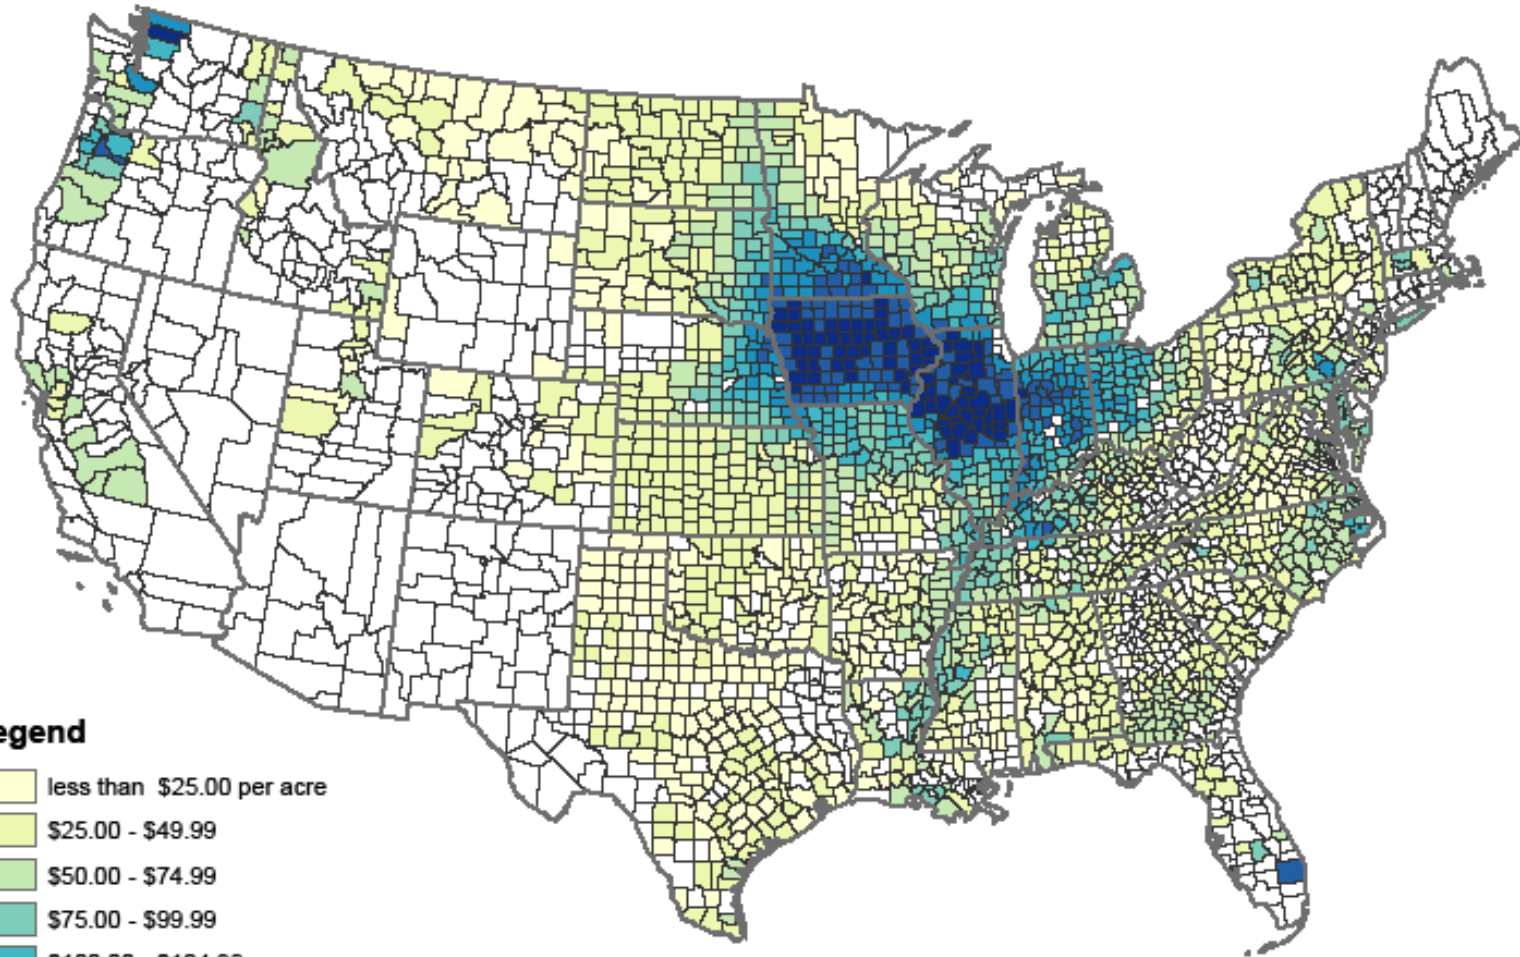 egend
less than $25.00 per acre
$25.00 - $49.99
$50.00 - $74.99
$75.00 - $99.99